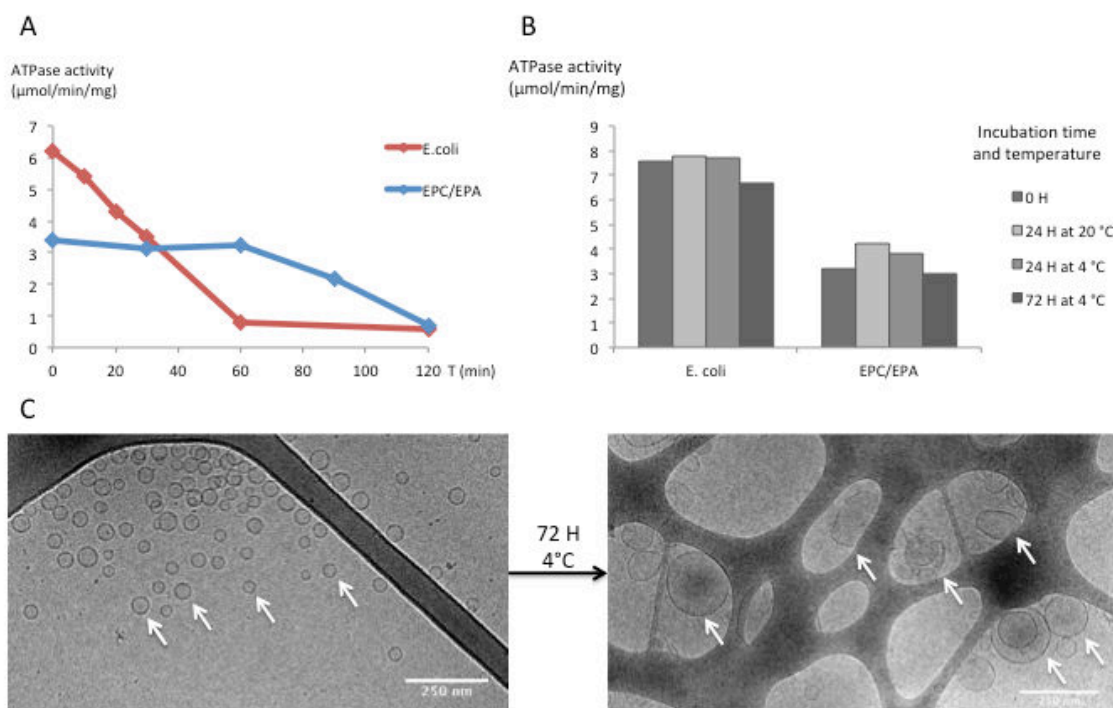 A
ATPase activity
(μmol/min/mg)
7
6
5
4
3
2
1
0
0 20 40 60 80 100 120 T (min)
E.coli
EPC/EPA
B
ATPase activity
(μmol/min/mg)
9
8
7
6
5
4
3
2
1
0
E. coli EPC/EPA
Incubation time
and temperature
0 H
24 H at 20 °C
24 H at 4 °C
72 H at 4 °C
C
250 nm
72 H
4°C
250 nm